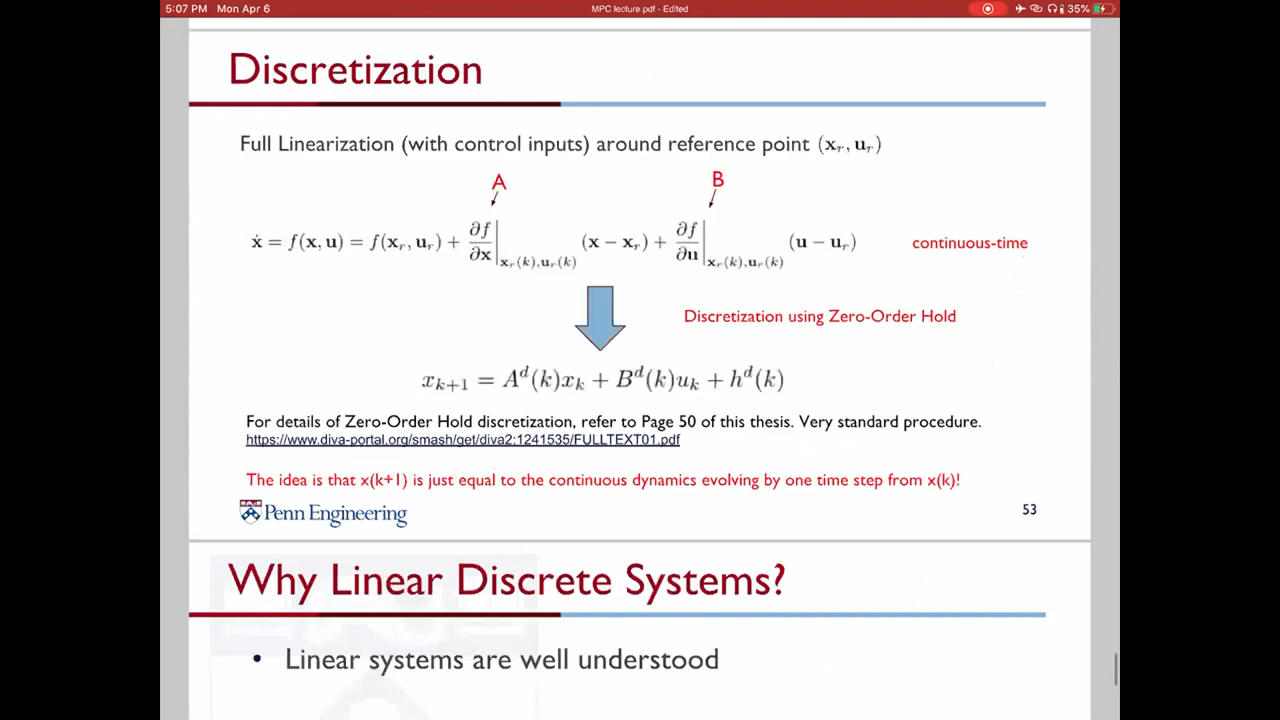 5:07 PM Mon Apr 6
MPC lecture.pdf - Edited
35%
Discretization
Full Linearization (with control inputs) around reference point (𝐱ᵣ, 𝐮ᵣ)
A
B
ẋ = f(x, u) = f(xᵣ, uᵣ) + ∂f/∂x |xᵣ(k),uᵣ(k) (x − xᵣ) + ∂f/∂u |xᵣ(k),uᵣ(k) (u − uᵣ)
continuous-time
Discretization using Zero-Order Hold
xₖ₊₁ = Aᵈ(k)xₖ + Bᵈ(k)uₖ + hᵈ(k)
For details of Zero-Order Hold discretization, refer to Page 50 of this thesis. Very standard procedure.
https://www.diva-portal.org/smash/get/diva2:1241535/FULLTEXT01.pdf
The idea is that x(k+1) is just equal to the continuous dynamics evolving by one time step from x(k)!
Penn Engineering
53
Why Linear Discrete Systems?
• Linear systems are well understood